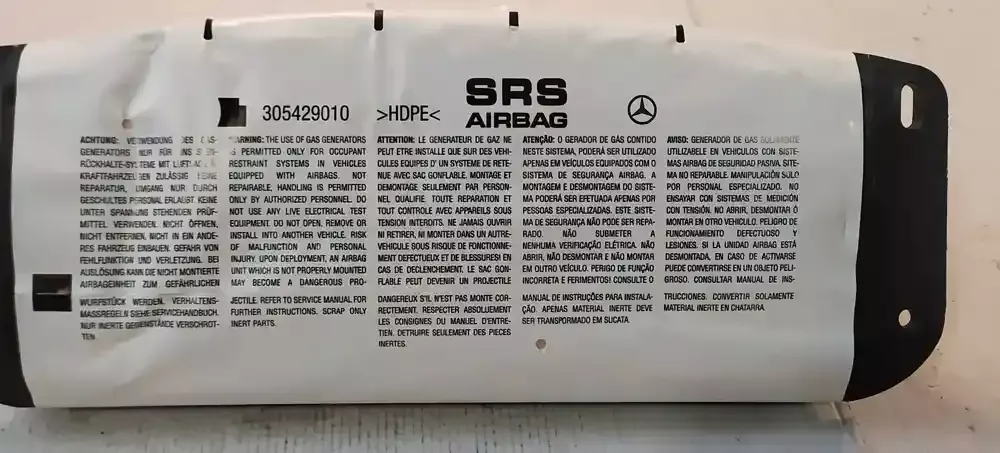 305429010 >HDPE<
SRS
AIRBAG
ACHTUNG: VERWENDUNG DES GAS-
GENERATORS NUR FÜR INSASSEN-
RÜCKHALTE-SYSTEME MIT LUFTSACK
KRAFTFAHRZEUGEN ZULÄSSIG. KEINE
REPARATUR, UMGANG NUR DURCH
GESCHULTES PERSONAL ERLAUBT. KEINE
UNTER SPANNUNG STEHENDEN PRÜF-
MITTEL VERWENDEN. NICHT ÖFFNEN,
NICHT ENTFERNEN, NICHT IN EIN ANDE-
RES FAHRZEUG EINBAUEN. GEFAHR VON
FEHLFUNKTION UND VERLETZUNG. BEI
AUSLÖSUNG KANN DIE NICHT MONTIERTE
AIRBAGEINHEIT ZUM GEFÄHRLICHEN
WURFSTÜCK WERDEN. VERHALTENS-
MASSREGELN SIEHE SERVICEHANDBUCH.
NUR INERTE GEGENSTÄNDE VERSCHROT-
TEN.
WARNING: THE USE OF GAS GENERATORS
IS PERMITTED ONLY FOR OCCUPANT
RESTRAINT SYSTEMS IN VEHICLES
EQUIPPED WITH AIRBAGS. NOT
REPAIRABLE, HANDLING IS PERMITTED
ONLY BY AUTHORIZED PERSONNEL. DO
NOT USE ANY LIVE ELECTRICAL TEST
EQUIPMENT. DO NOT OPEN, REMOVE OR
INSTALL INTO ANOTHER VEHICLE. RISK
OF MALFUNCTION AND PERSONAL
INJURY. UPON DEPLOYMENT, AN AIRBAG
UNIT WHICH IS NOT PROPERLY MOUNTED
MAY BECOME A DANGEROUS PRO-
JECTILE. REFER TO SERVICE MANUAL FOR
FURTHER INSTRUCTIONS. SCRAP ONLY
INERT PARTS.
ATTENTION: LE GENERATEUR DE GAZ NE
PEUT ETRE INSTALLE QUE SUR DES VEHI-
CULES EQUIPES D' UN SYSTEME DE RETE-
NUE AVEC SAC GONFLABLE. MONTAGE ET
DEMONTAGE SEULEMENT PAR PERSON-
NEL QUALIFIE. TOUTE REPARATION ET
TOUT CONTROLE AVEC APPAREILS SOUS
TENSION INTERDITS. NE JAMAIS OUVRIR
NI RETIRER, NI MONTER DANS UN AUTRE-
VEHICULE SOUS RISQUE DE FONCTIONNE-
MENT DEFECTUEUX ET DE BLESSURES! EN
CAS DE DECLENCHEMENT. LE SAC GON-
FLABLE PEUT DEVENIR UN PROJECTILE
DANGEREUX S'IL N'EST PAS MONTE COR-
RECTEMENT. RESPECTER ABSOLUEMENT
LES CONSIGNES DU MANUEL D'ENTRE-
TIEN. DETRUIRE SEULEMENT DES PIECES
INERTES.
ATENÇÃO: O GERADOR DE GÁS CONTIDO
NESTE SISTEMA, PODERÁ SER UTILIZADO
APENAS EM VEÍCULOS EQUIPADOS COM O
SISTEMA DE SEGURANÇA AIRBAG. A
MONTAGEM E DESMONTAGEM DO SISTE-
MA PODERÁ SER EFETUADA APENAS POR
PESSOAS ESPECIALIZADAS. ESTE SISTE-
MA DE SEGURANÇA NÃO PODE SER REPA-
RADO. NÃO SUBMETER A
NENHUMA VERIFICAÇÃO ELÉTRICA. NÃO
ABRIR, NÃO DESMONTAR E NÃO MONTAR
EM OUTRO VEÍCULO. PERIGO DE FUNÇÃO
INCORRETA E FERIMENTOS! CONSULTE O
MANUAL DE INSTRUÇÕES PARA INSTALA-
ÇÃO. APENAS MATERIAL INERTE DEVE
SER TRANSFORMADO EM SUCATA.
AVISO: GENERADOR DE GAS SOLAMENTE
UTILIZABLE EN VEHICULOS CON SISTE-
MAS AIRBAG DE SEGURIDAD PASIVA. SITE-
MA NO REPARABLE. MANIPULACIÓN SOLO
POR PERSONAL ESPECIALIZADO. NO
ENSAYAR CON SISTEMAS DE MEDICIÓN
CON TENSIÓN. NO ABRIR, DESMONTAR O
MONTAR EN OTRO VEHICULO. PELIGRO DE
FUNCIONAMIENTO DEFECTUOSO Y
LESIONES. SI LA UNIDAD AIRBAG ESTÁ
DESMONTADA, EN CASO DE ACTIVARSE
PUEDE CONVERTIRSE EN UN OBJETO PELI-
GROSO. CONSULTAR MANUAL DE INS-
TRUCCIONES. CONVERTIR SOLAMENTE
MATERIAL INERTE EN CHATARRA.